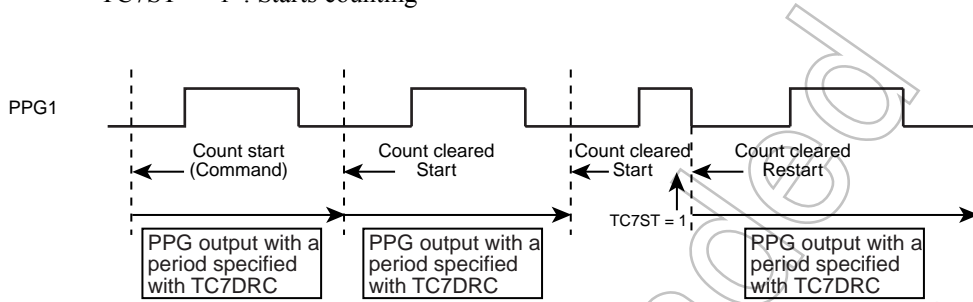 TC7ST = "1": Starts counting
PPG1
Count start
(Command)
Count cleared
Start
Count cleared
Start
Count cleared
Restart
TC7ST = 1
PPG output with a
period specified
with TC7DRC
PPG output with a
period specified
with TC7DRC
PPG output with a
period specified
with TC7DRC